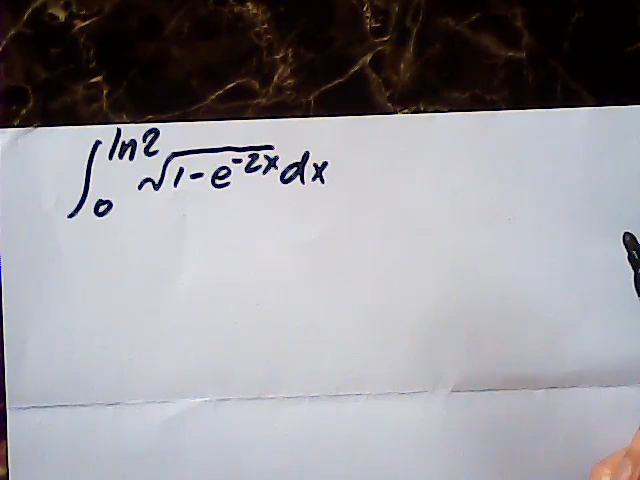 ∫₀^{ln2} √(1-e^{-2x}) dx